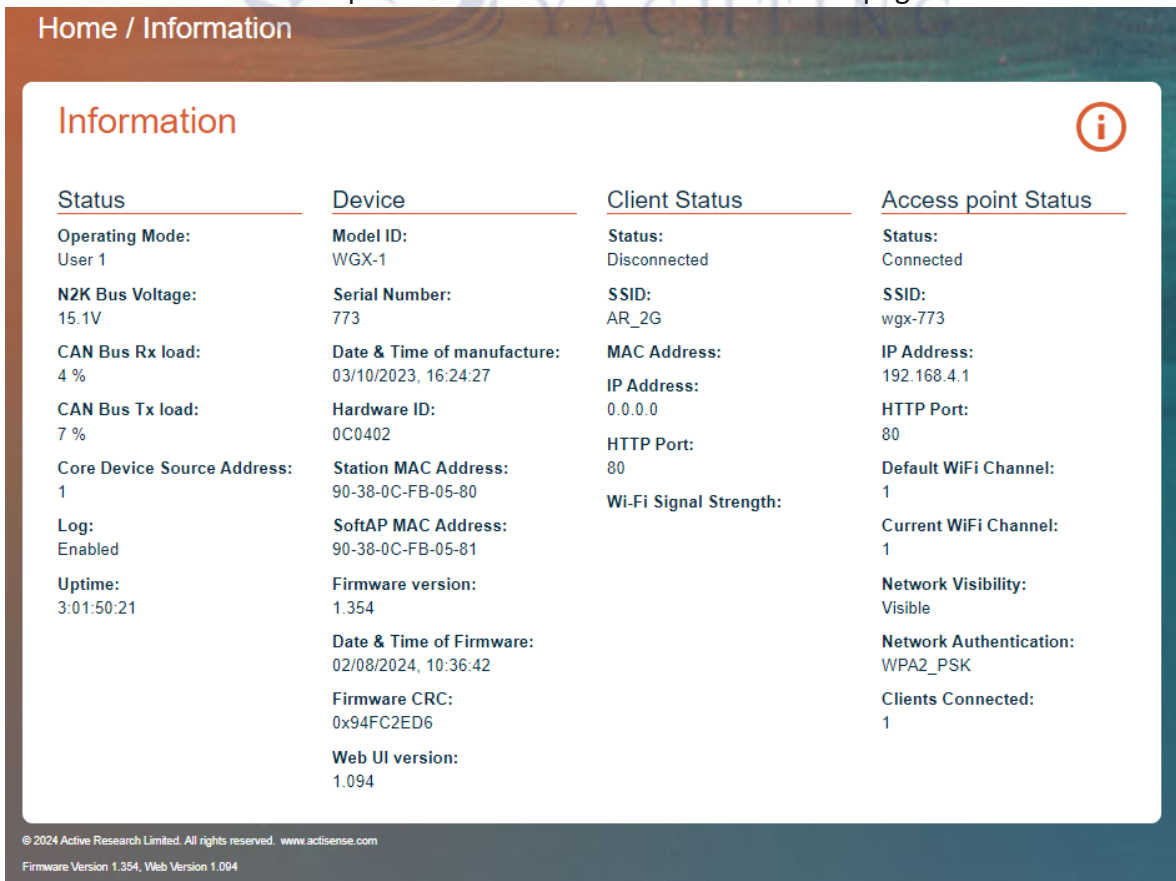 YACHTING
Home / Information
Information
Status
Operating Mode:
User 1
N2K Bus Voltage:
15.1V
CAN Bus Rx load:
4 %
CAN Bus Tx load:
7 %
Core Device Source Address:
1
Log:
Enabled
Uptime:
3:01:50:21
Device
Model ID:
WGX-1
Serial Number:
773
Date & Time of manufacture:
03/10/2023, 16:24:27
Hardware ID:
0C0402
Station MAC Address:
90-38-0C-FB-05-80
SoftAP MAC Address:
90-38-0C-FB-05-81
Firmware version:
1.354
Date & Time of Firmware:
02/08/2024, 10:36:42
Firmware CRC:
0x94FC2ED6
Web UI version:
1.094
Client Status
Status:
Disconnected
SSID:
AR_2G
MAC Address:
IP Address:
0.0.0.0
HTTP Port:
80
Wi-Fi Signal Strength:
Access point Status
Status:
Connected
SSID:
wgx-773
IP Address:
192.168.4.1
HTTP Port:
80
Default WiFi Channel:
1
Current WiFi Channel:
1
Network Visibility:
Visible
Network Authentication:
WPA2_PSK
Clients Connected:
1
© 2024 Active Research Limited. All rights reserved. www.actisense.com
Firmware Version 1.354, Web Version 1.094